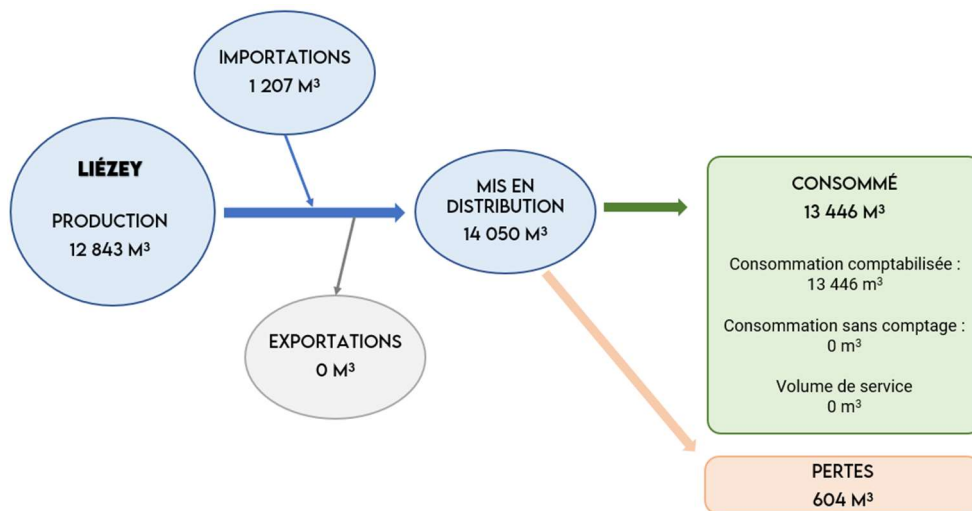 IMPORTATIONS
1 207 M³
LIÉZEY
PRODUCTION
12 843 M³
MIS EN
DISTRIBUTION
14 050 M³
EXPORTATIONS
0 M³
CONSOMMÉ
13 446 M³
Consommation comptabilisée :
13 446 m³
Consommation sans comptage :
0 m³
Volume de service
0 m³
PERTES
604 M³